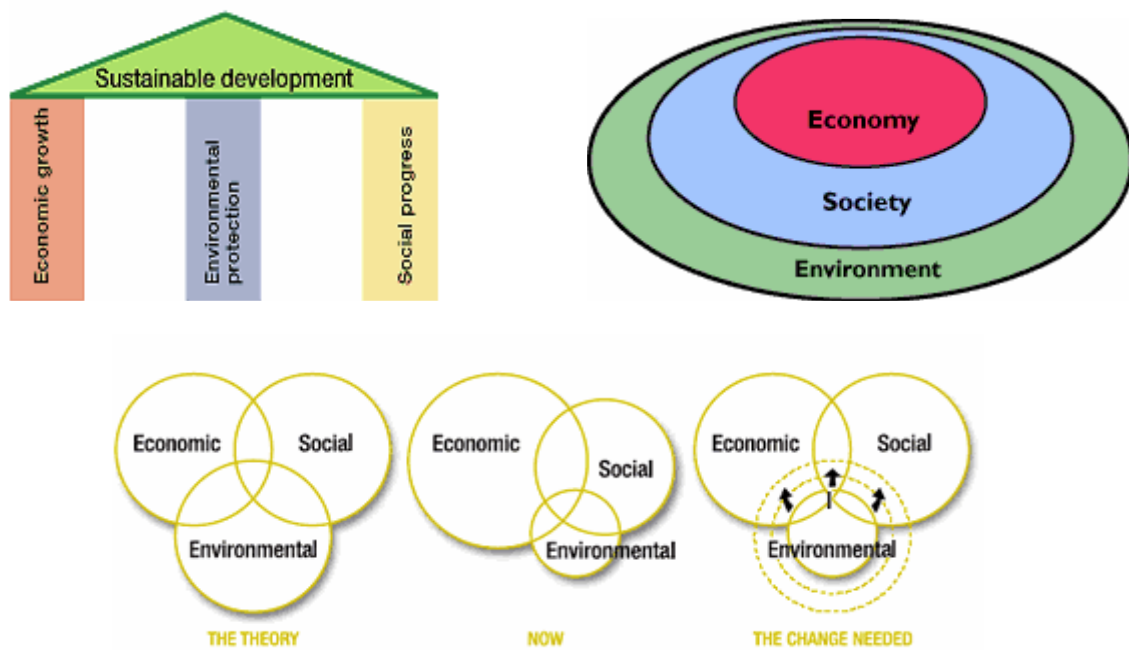 Sustainable development
Economic growth
Environmental
protection
Social progress
Economy
Society
Environment
Economic
Social
Environmental
THE THEORY
Economic
Social
Environmental
NOW
Economic
Social
Environmental
THE CHANGE NEEDED